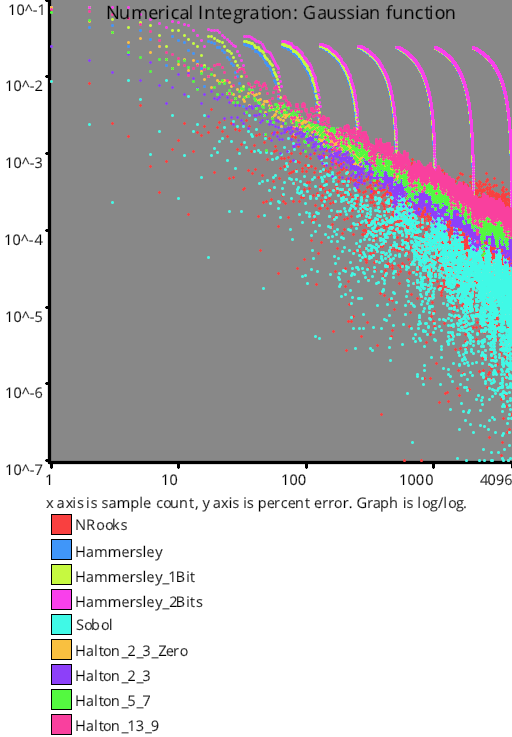 Numerical Integration: Gaussian function
10^-1
10^-2
10^-3
10^-4
10^-5
10^-6
10^-7
1 10 100 1000 4096
x axis is sample count, y axis is percent error. Graph is log/log.
NRooks
Hammersley
Hammersley_1Bit
Hammersley_2Bits
Sobol
Halton_2_3_Zero
Halton_2_3
Halton_5_7
Halton_13_9